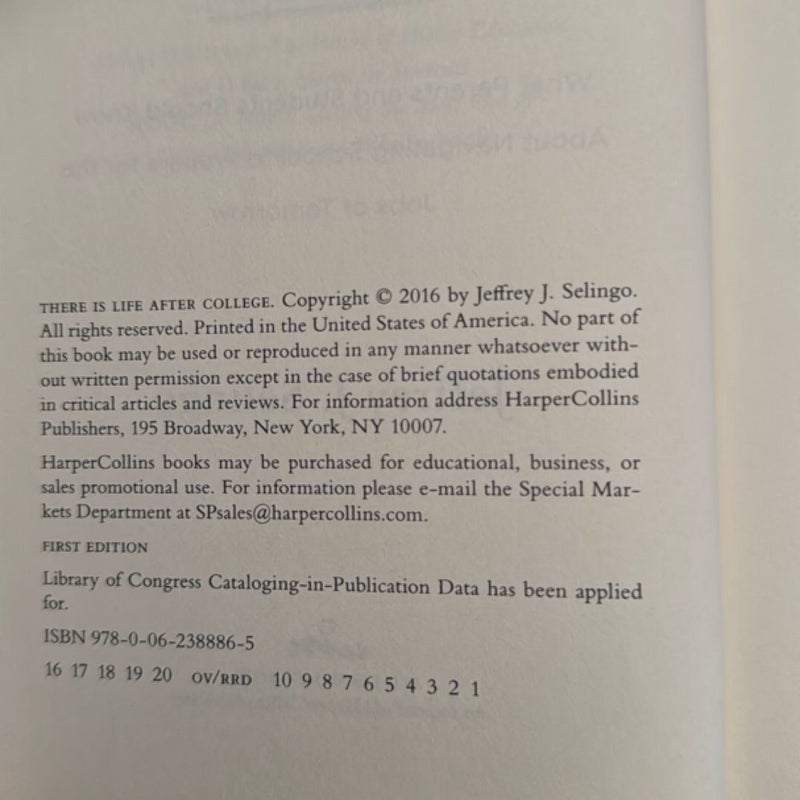 THERE IS LIFE AFTER COLLEGE. Copyright © 2016 by Jeffrey J. Selingo.
All rights reserved. Printed in the United States of America. No part of
this book may be used or reproduced in any manner whatsoever with-
out written permission except in the case of brief quotations embodied
in critical articles and reviews. For information address HarperCollins
Publishers, 195 Broadway, New York, NY 10007.
HarperCollins books may be purchased for educational, business, or
sales promotional use. For information please e-mail the Special Mar-
kets Department at SPsales@harpercollins.com.
FIRST EDITION
Library of Congress Cataloging-in-Publication Data has been applied
for.
ISBN 978-0-06-238886-5
16 17 18 19 20 OV/RRD 10 9 8 7 6 5 4 3 2 1